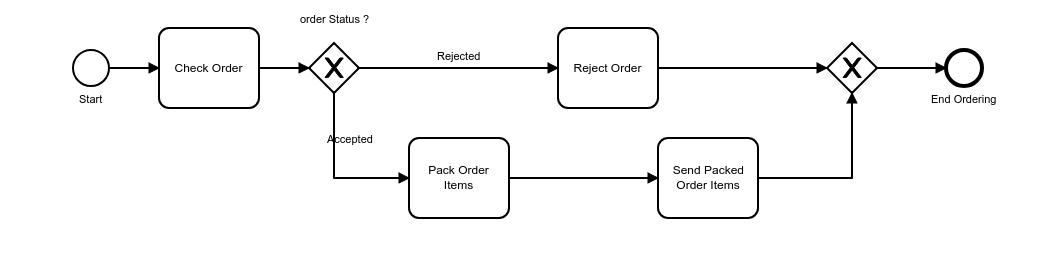 order Status ?
Start
Check Order
Rejected
Reject Order
End Ordering
Accepted
Pack Order
Items
Send Packed
Order Items